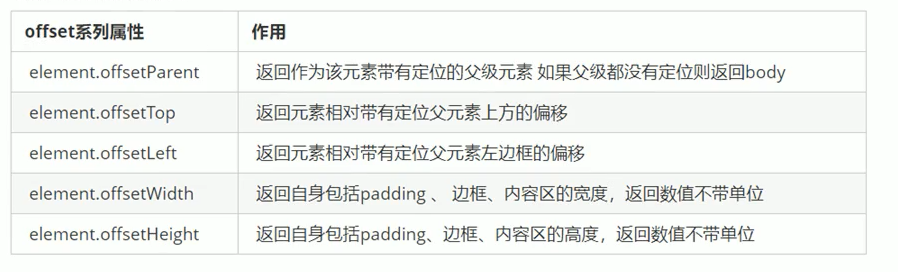 offset系列属性 作用
element.offsetParent 返回作为该元素带有定位的父级元素 如果父级都没有定位则返回body
element.offsetTop 返回元素相对带有定位父元素上方的偏移
element.offsetLeft 返回元素相对带有定位父元素左边框的偏移
element.offsetWidth 返回自身包括padding 、 边框、内容区的宽度，返回数值不带单位
element.offsetHeight 返回自身包括padding、边框、内容区的高度，返回数值不带单位